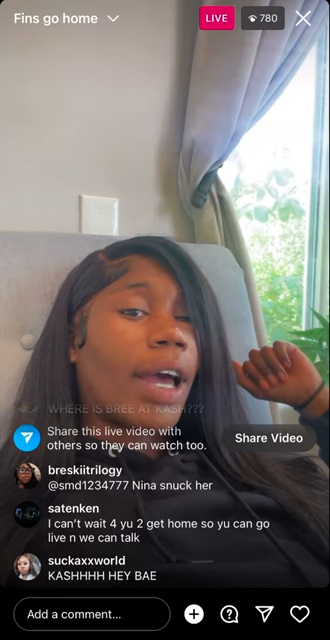 Fins go home
LIVE
780
WHERE IS BREE AT KASH???
Share this live video with
others so they can watch too.
Share Video
breskiitrilogy
@smd1234777 Nina snuck her
satenken
I can't wait 4 yu 2 get home so yu can go
live n we can talk
suckaxxworld
KASHHHH HEY BAE
Add a comment...